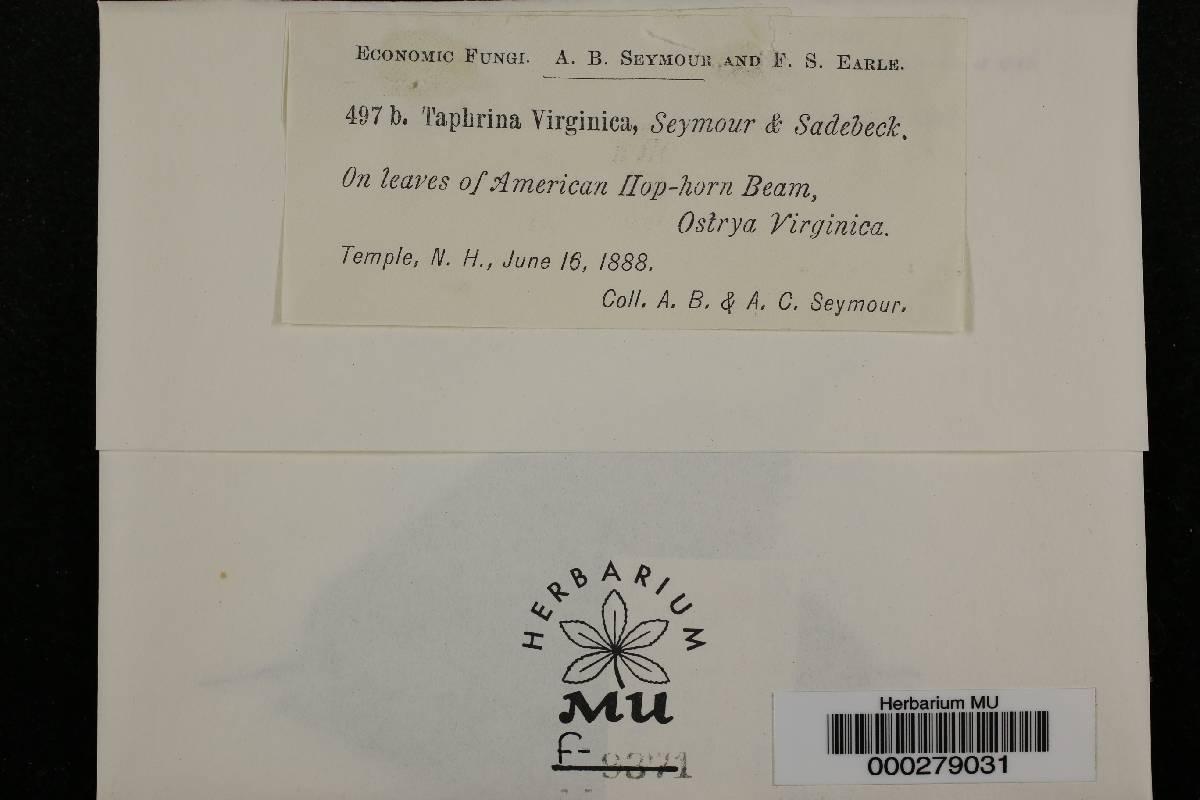 Economic Fungi. A. B. Seymour and F. S. Earle.
497 b. Taphrina Virginica, Seymour & Sadebeck.
On leaves of American Hop-horn Beam,
Ostrya Virginica.
Temple, N. H., June 16, 1888.
Coll. A. B. & A. C. Seymour.
HERBARIUM
MU
F- 9371
Herbarium MU
000279031